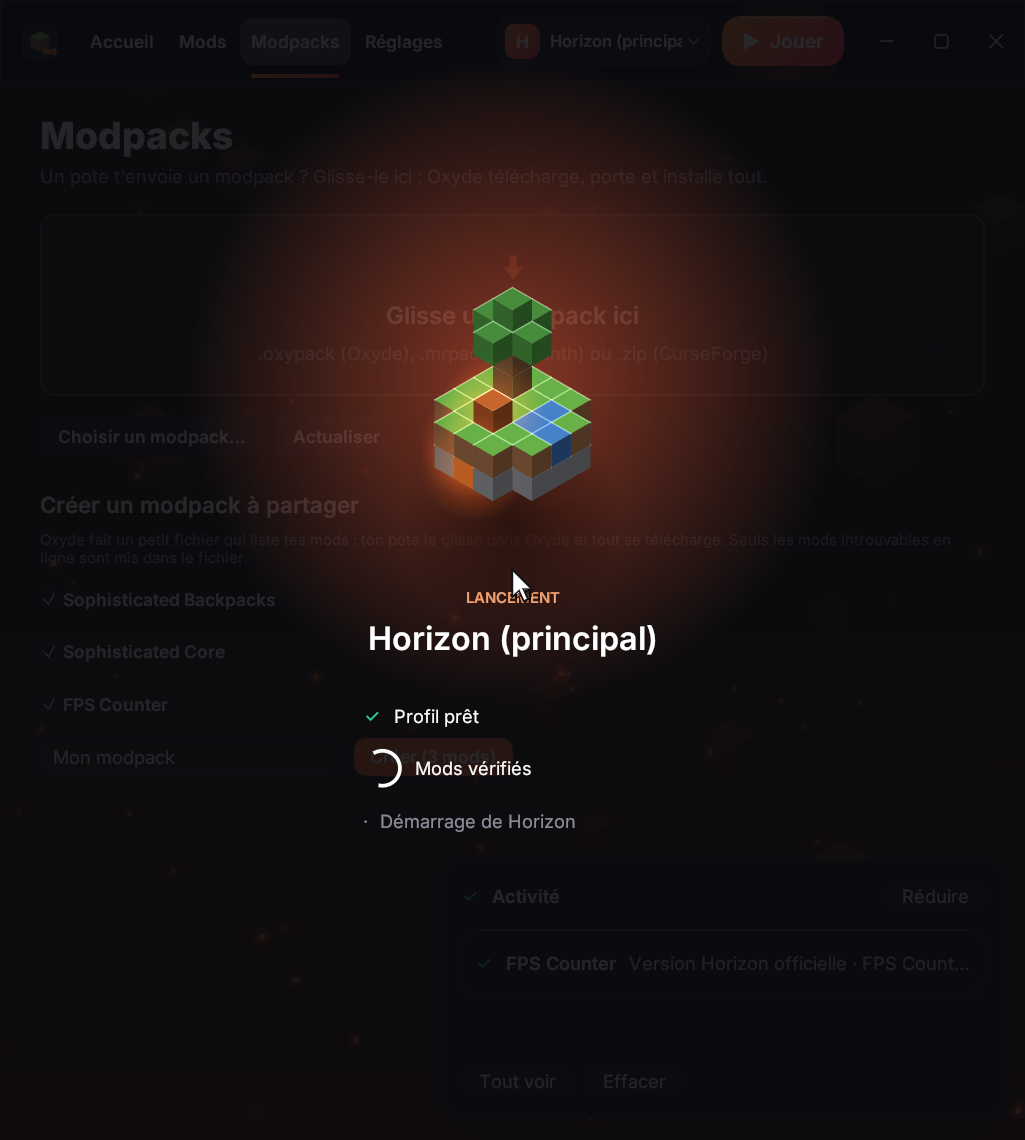 Accueil
Mods
Modpacks
Réglages
H
Horizon (principa
Jouer
Modpacks
Un pote t'envoie un modpack ? Glisse-le ici : Oxyde télécharge, porte et installe tout.
Glisse u pack ici
.oxypack (Oxyde), .mrpac nth) ou .zip (CurseForge)
Choisir un modpack...
Actualiser
Créer un modpack à partager
Oxyde fait un petit fichier qui liste tes mods : ton pote le glisse dans Oxyde et tout se télécharge. Seuls les mods introuvables en
ligne sont mis dans le fichier.
Sophisticated Backpacks
LANCEMENT
Horizon (principal)
Sophisticated Core
FPS Counter
Profil prêt
Mon modpack
Créer (3 mods)
Mods vérifiés
· Démarrage de Horizon
Activité
Réduire
FPS Counter Version Horizon officielle · FPS Count...
Tout voir
Effacer